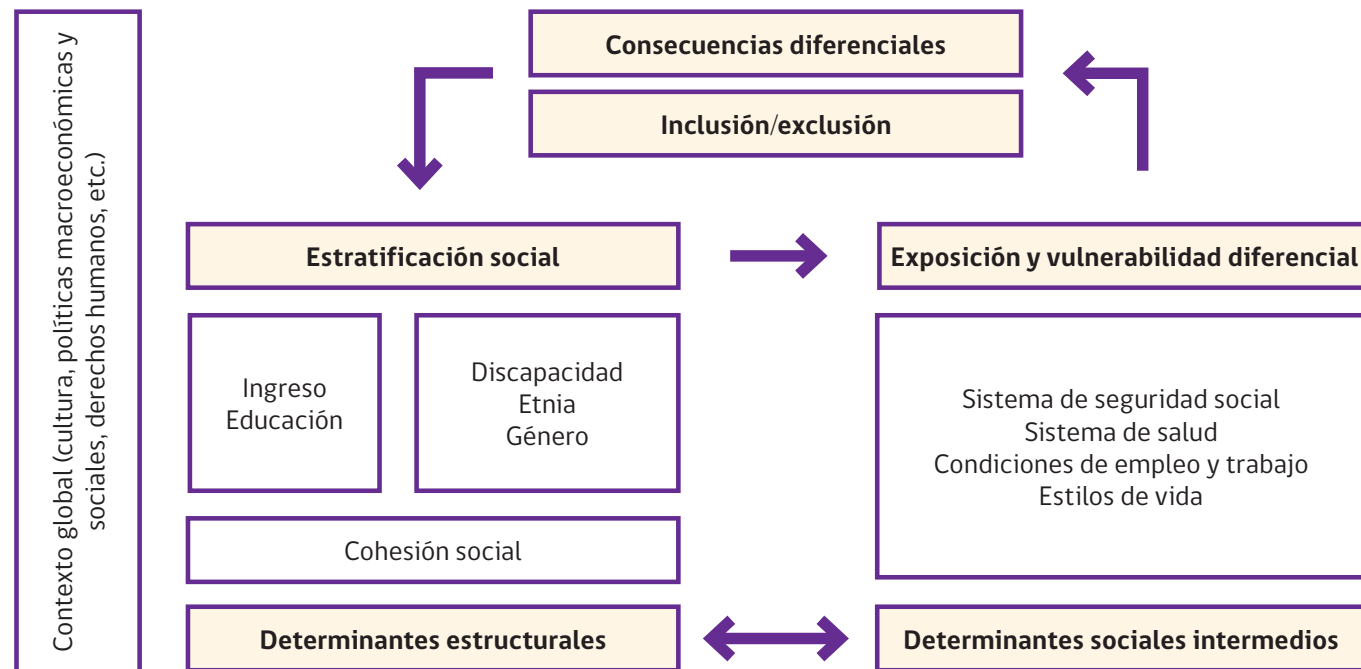 Contexto global (cultura, políticas macroeconómicas y
sociales, derechos humanos, etc.)
Consecuencias diferenciales
Inclusión/exclusión
Estratificación social
Exposición y vulnerabilidad diferencial
Ingreso
Educación
Discapacidad
Etnia
Género
Sistema de seguridad social
Sistema de salud
Condiciones de empleo y trabajo
Estilos de vida
Cohesión social
Determinantes estructurales
Determinantes sociales intermedios